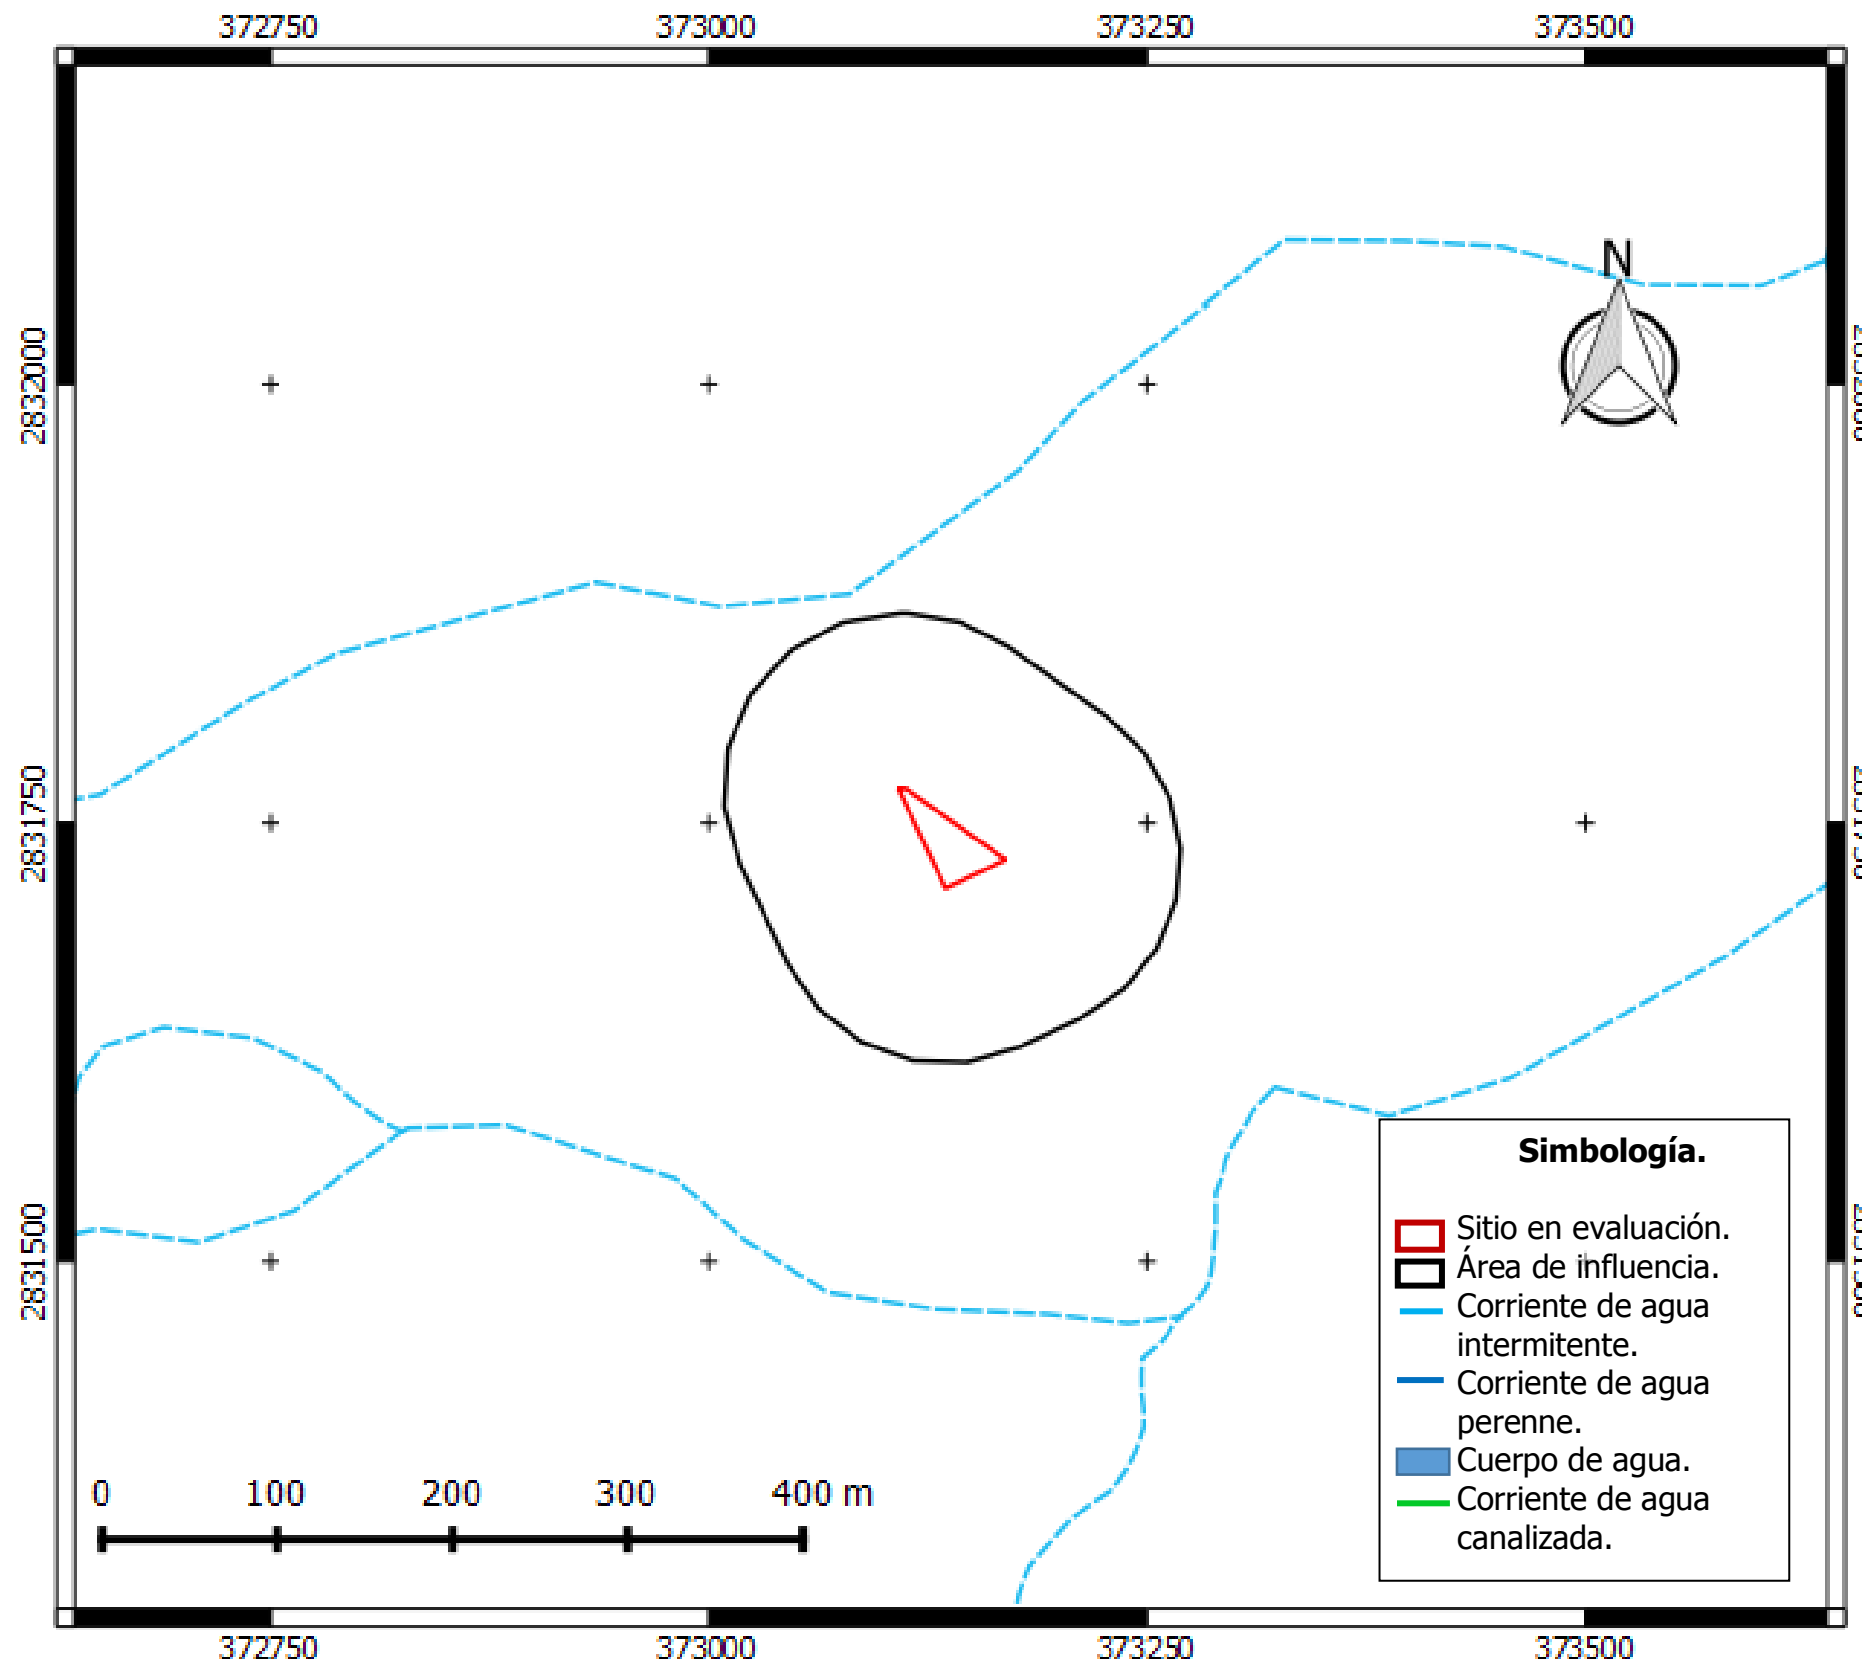 372750 373000 373250 373500
N
2832000
2831750
2831500
Simbología.
Sitio en evaluación.
Área de influencia.
Corriente de agua
intermitente.
Corriente de agua
perenne.
Cuerpo de agua.
Corriente de agua
canalizada.
0 100 200 300 400 m
372750 373000 373250 373500